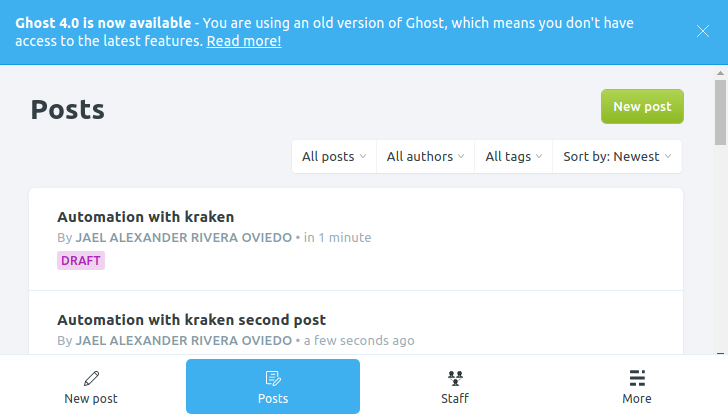 Ghost 4.0 is now available - You are using an old version of Ghost, which means you don't have
access to the latest features. Read more!
Posts
New post
All posts
All authors
All tags
Sort by: Newest
Automation with kraken
By JAEL ALEXANDER RIVERA OVIEDO • in 1 minute
DRAFT
Automation with kraken second post
By JAEL ALEXANDER RIVERA OVIEDO • a few seconds ago
New post
Posts
Staff
More